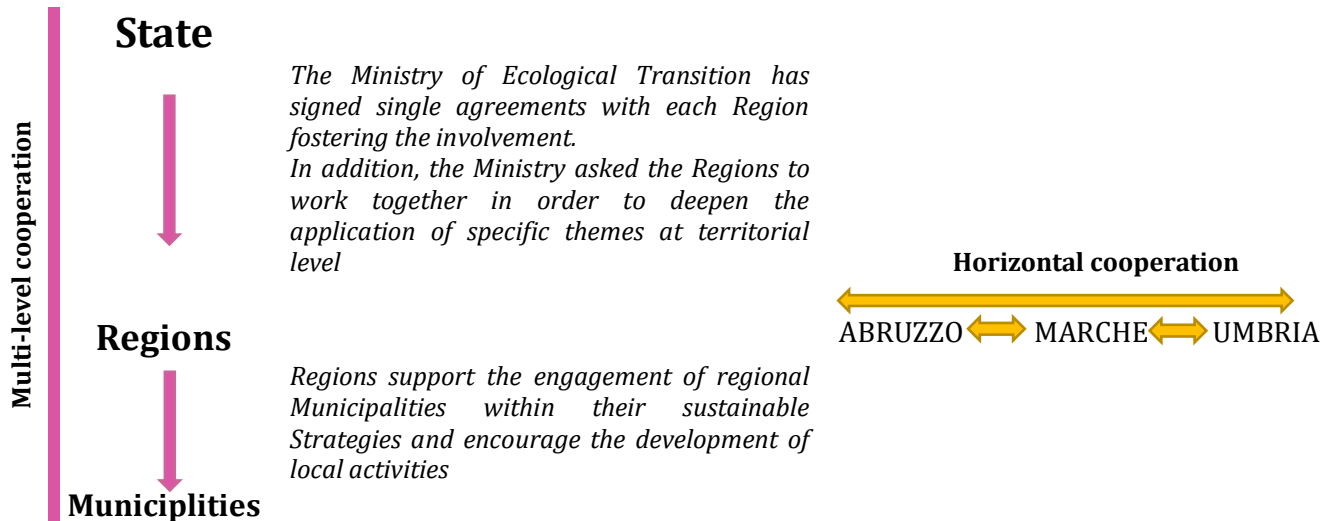 State
The Ministry of Ecological Transition has
signed single agreements with each Region
fostering the involvement.
In addition, the Ministry asked the Regions to
work together in order to deepen the
application of specific themes at territorial
level
Multi-level cooperation
Horizontal cooperation
ABRUZZO MARCHE UMBRIA
Regions
Regions support the engagement of regional
Municipalities within their sustainable
Strategies and encourage the development of
local activities
Municiplities